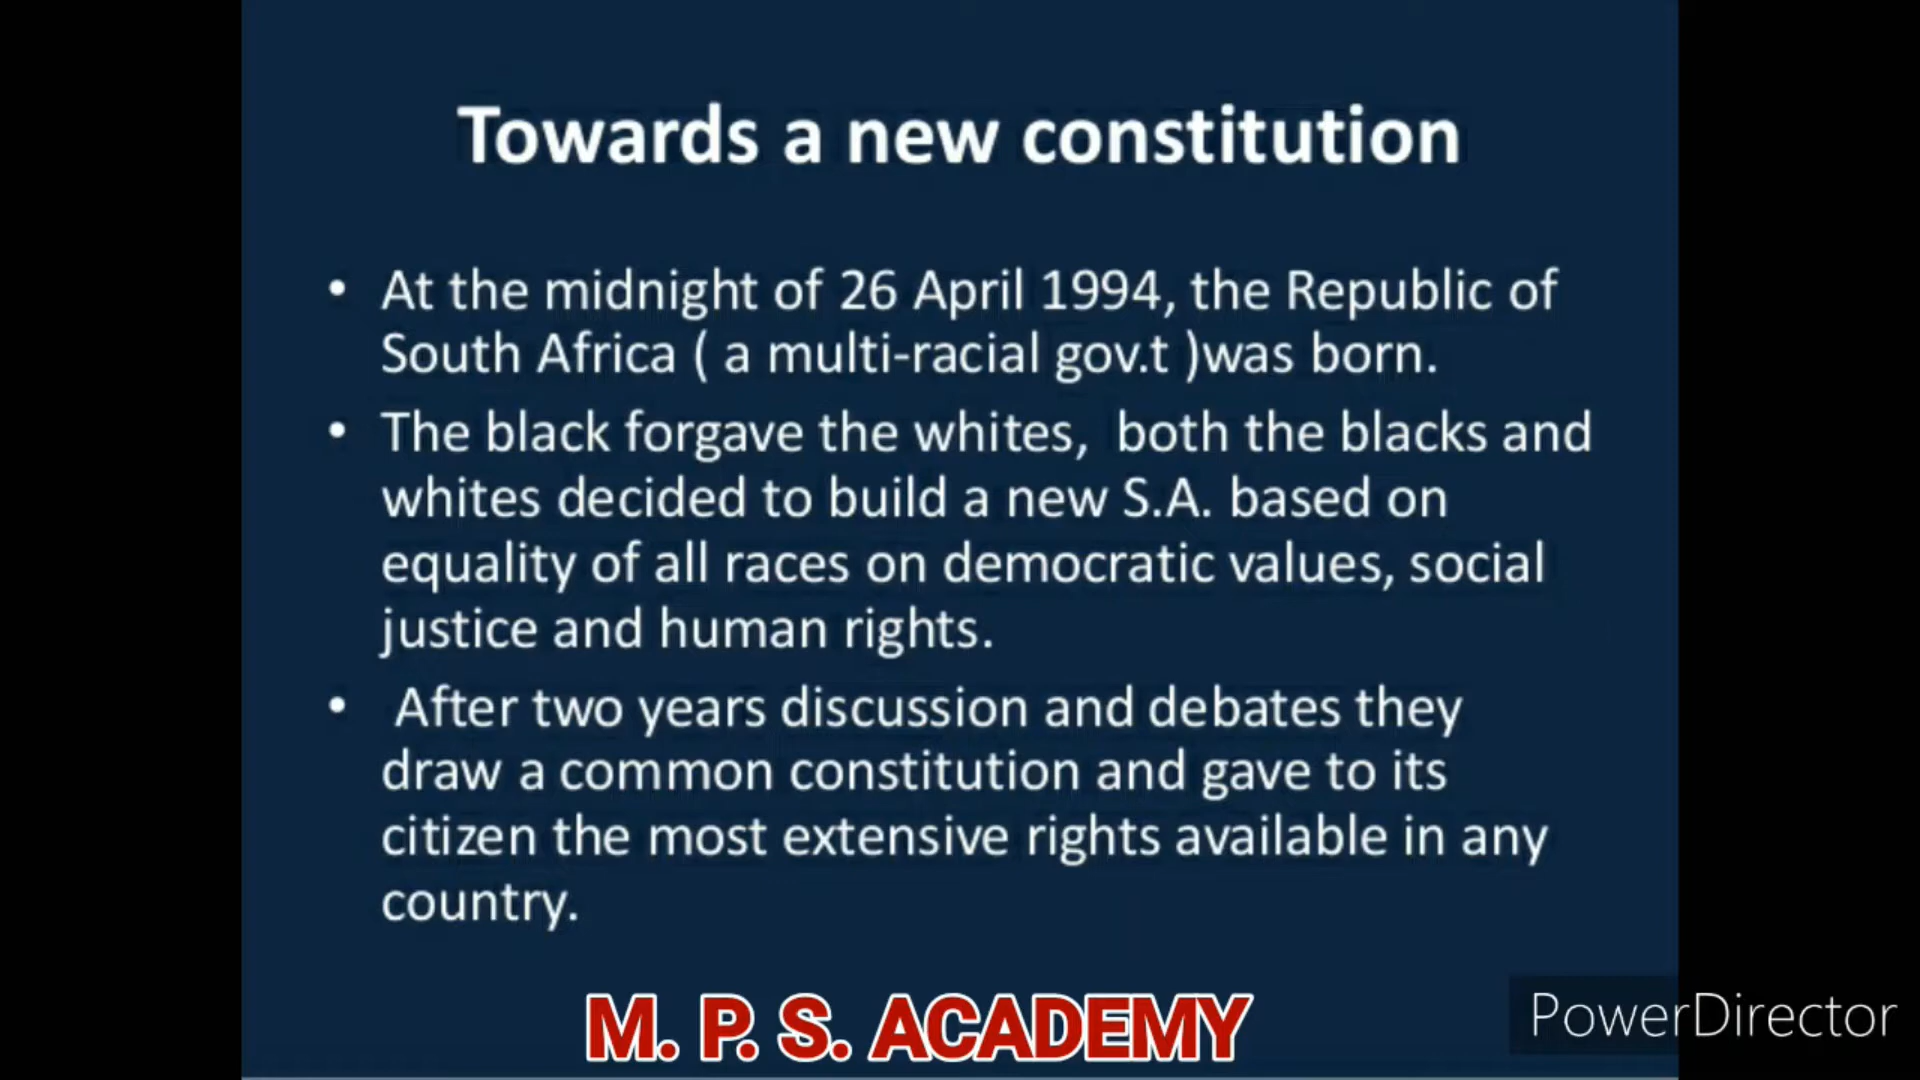 Towards a new constitution
• At the midnight of 26 April 1994, the Republic of
South Africa ( a multi-racial gov.t )was born.
• The black forgave the whites,  both the blacks and
whites decided to build a new S.A. based on
equality of all races on democratic values, social
justice and human rights.
• After two years discussion and debates they
draw a common constitution and gave to its
citizen the most extensive rights available in any
country.
M. P. S. ACADEMY
PowerDirector